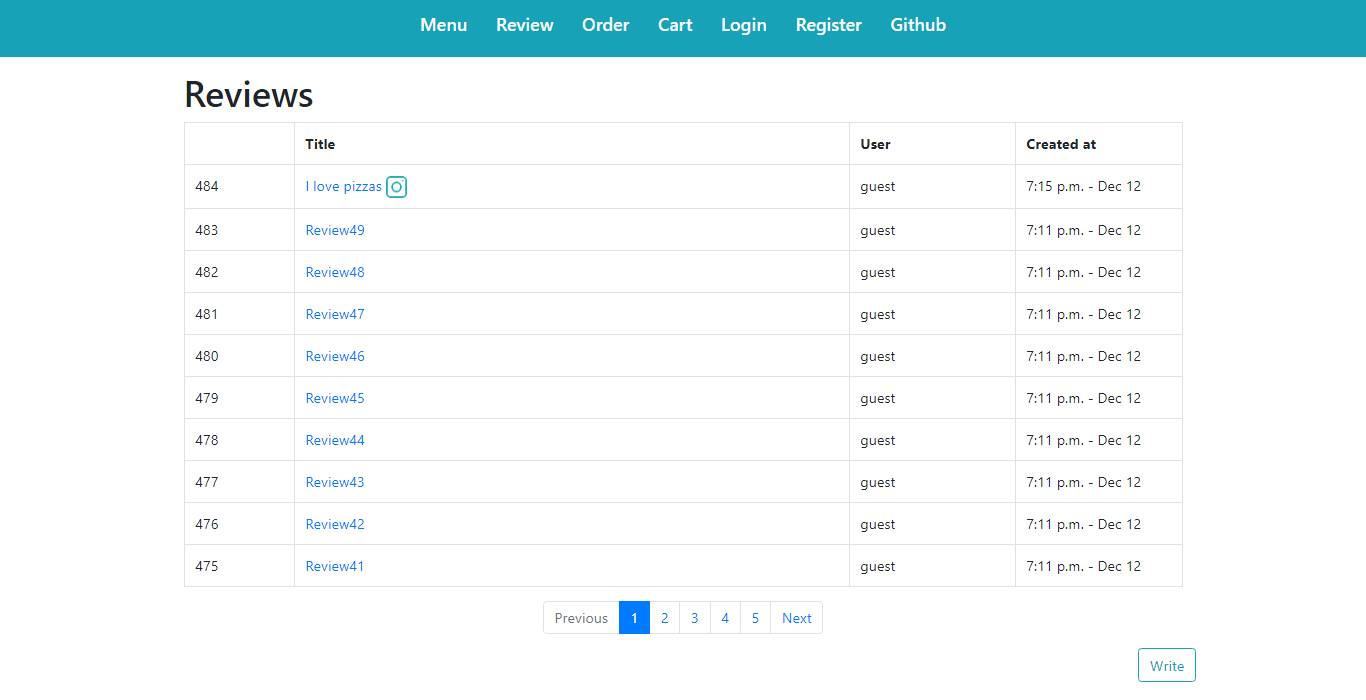 Menu Review Order Cart Login Register Github
Reviews
Title User Created at
484 I love pizzas guest 7:15 p.m. - Dec 12
483 Review49 guest 7:11 p.m. - Dec 12
482 Review48 guest 7:11 p.m. - Dec 12
481 Review47 guest 7:11 p.m. - Dec 12
480 Review46 guest 7:11 p.m. - Dec 12
479 Review45 guest 7:11 p.m. - Dec 12
478 Review44 guest 7:11 p.m. - Dec 12
477 Review43 guest 7:11 p.m. - Dec 12
476 Review42 guest 7:11 p.m. - Dec 12
475 Review41 guest 7:11 p.m. - Dec 12
Previous 1 2 3 4 5 Next
Write